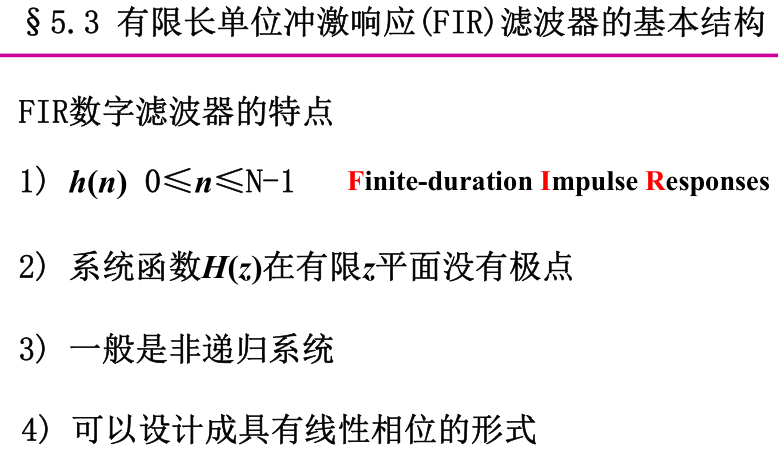 §5.3 有限长单位冲激响应(FIR)滤波器的基本结构
FIR数字滤波器的特点
1) h(n) 0≤n≤N-1 Finite-duration Impulse Responses
2) 系统函数H(z)在有限z平面没有极点
3) 一般是非递归系统
4) 可以设计成具有线性相位的形式